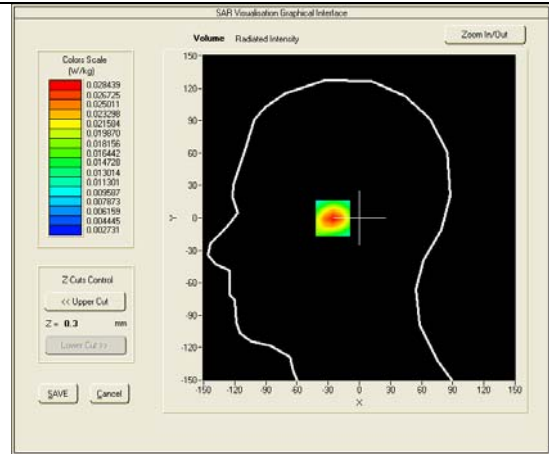 SAR Visualisation Graphical Interface
Volume Radiated Intensity
Zoom In/Out
Colors Scale
(W/kg)
0.028439
0.026725
0.025011
0.023298
0.021584
0.019870
0.018156
0.016442
0.014728
0.013014
0.011301
0.009587
0.007873
0.006159
0.004445
0.002731
Z Cuts Control
<< Upper Cut
Z = 0.3 mm
Lower Cut >>
SAVE Cancel
150
120
90
60
30
Y 0
-30
-60
-90
-120
-150
-150 -120 -90 -60 -30 0 30 60 90 120 150
X